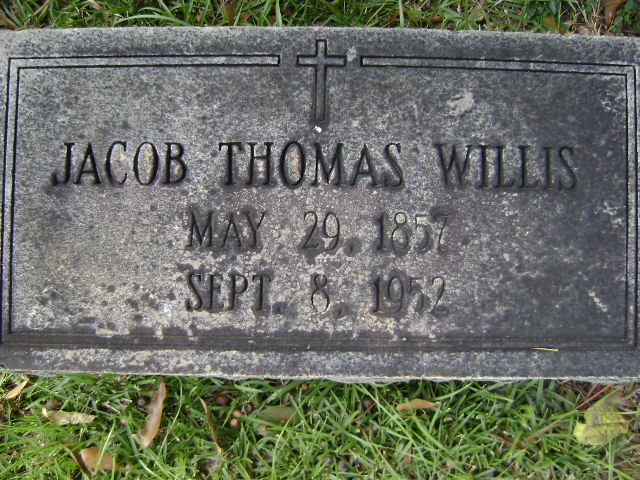 JACOB THOMAS WILLIS
MAY 29, 1857
SEPT. 8, 1952